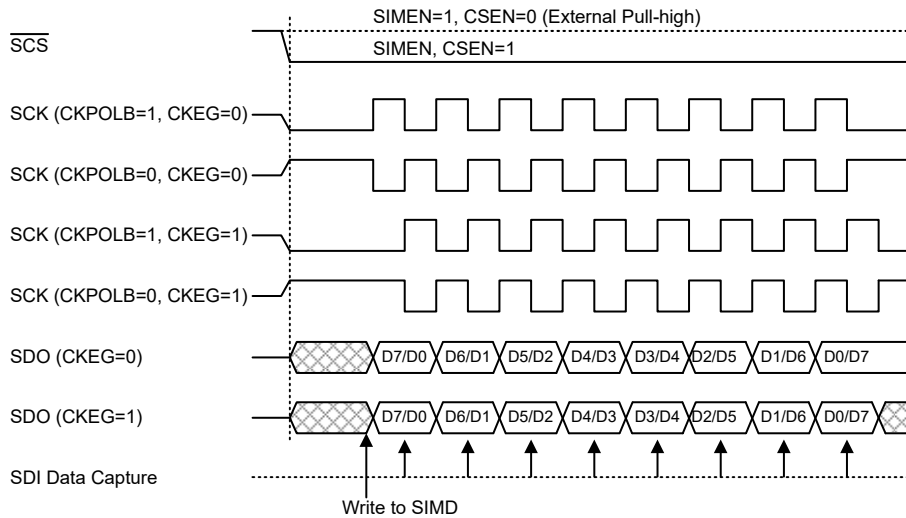 SIMEN=1, CSEN=0 (External Pull-high)
SCS
SIMEN, CSEN=1
SCK (CKPOLB=1, CKEG=0)
SCK (CKPOLB=0, CKEG=0)
SCK (CKPOLB=1, CKEG=1)
SCK (CKPOLB=0, CKEG=1)
SDO (CKEG=0) D7/D0 D6/D1 D5/D2 D4/D3 D3/D4 D2/D5 D1/D6 D0/D7
SDO (CKEG=1) D7/D0 D6/D1 D5/D2 D4/D3 D3/D4 D2/D5 D1/D6 D0/D7
SDI Data Capture
Write to SIMD